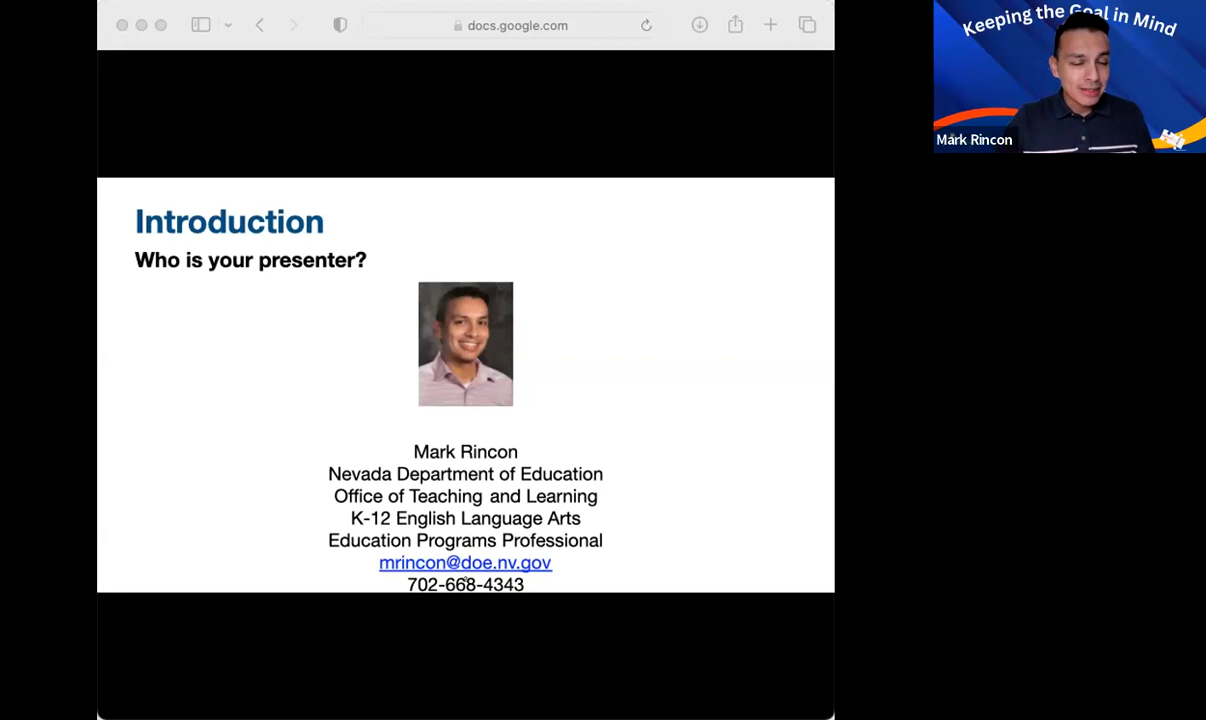 docs.google.com
Keeping the Goal in Mind
Mark Rincon
Introduction
Who is your presenter?
Mark Rincon
Nevada Department of Education
Office of Teaching and Learning
K-12 English Language Arts
Education Programs Professional
mrincon@doe.nv.gov
702-668-4343